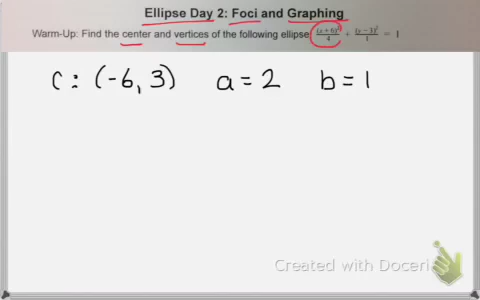 Ellipse Day 2: Foci and Graphing
Warm-Up: Find the center and vertices of the following ellipse: (x + 6)²/4 + (y − 3)²/1 = 1
C: (-6, 3) a = 2 b = 1
Created with Doceri